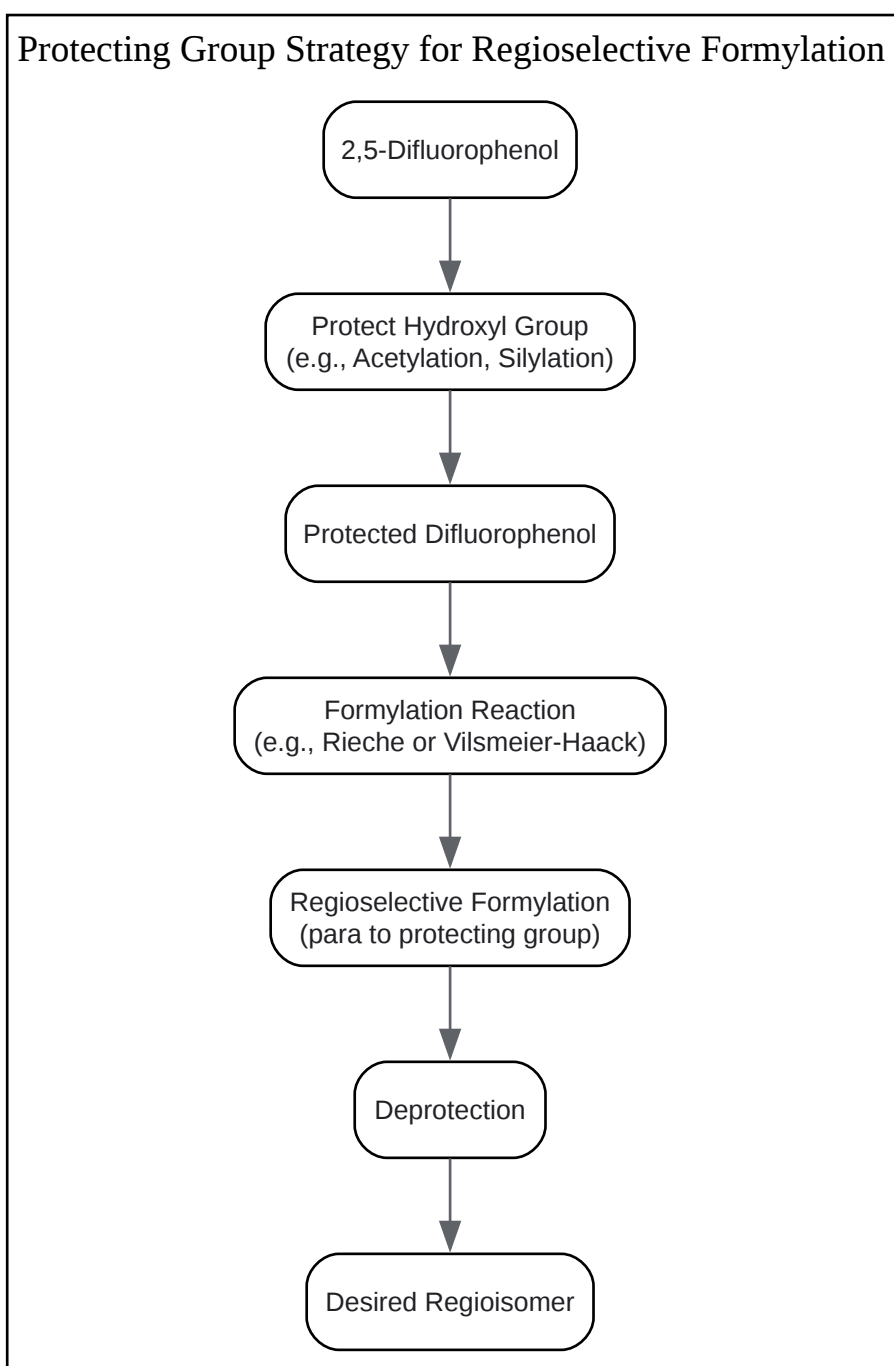 Protecting Group Strategy for Regioselective Formylation
2,5-Difluorophenol
Protect Hydroxyl Group
(e.g., Acetylation, Silylation)
Protected Difluorophenol
Formylation Reaction
(e.g., Rieche or Vilsmeier-Haack)
Regioselective Formylation
(para to protecting group)
Deprotection
Desired Regioisomer